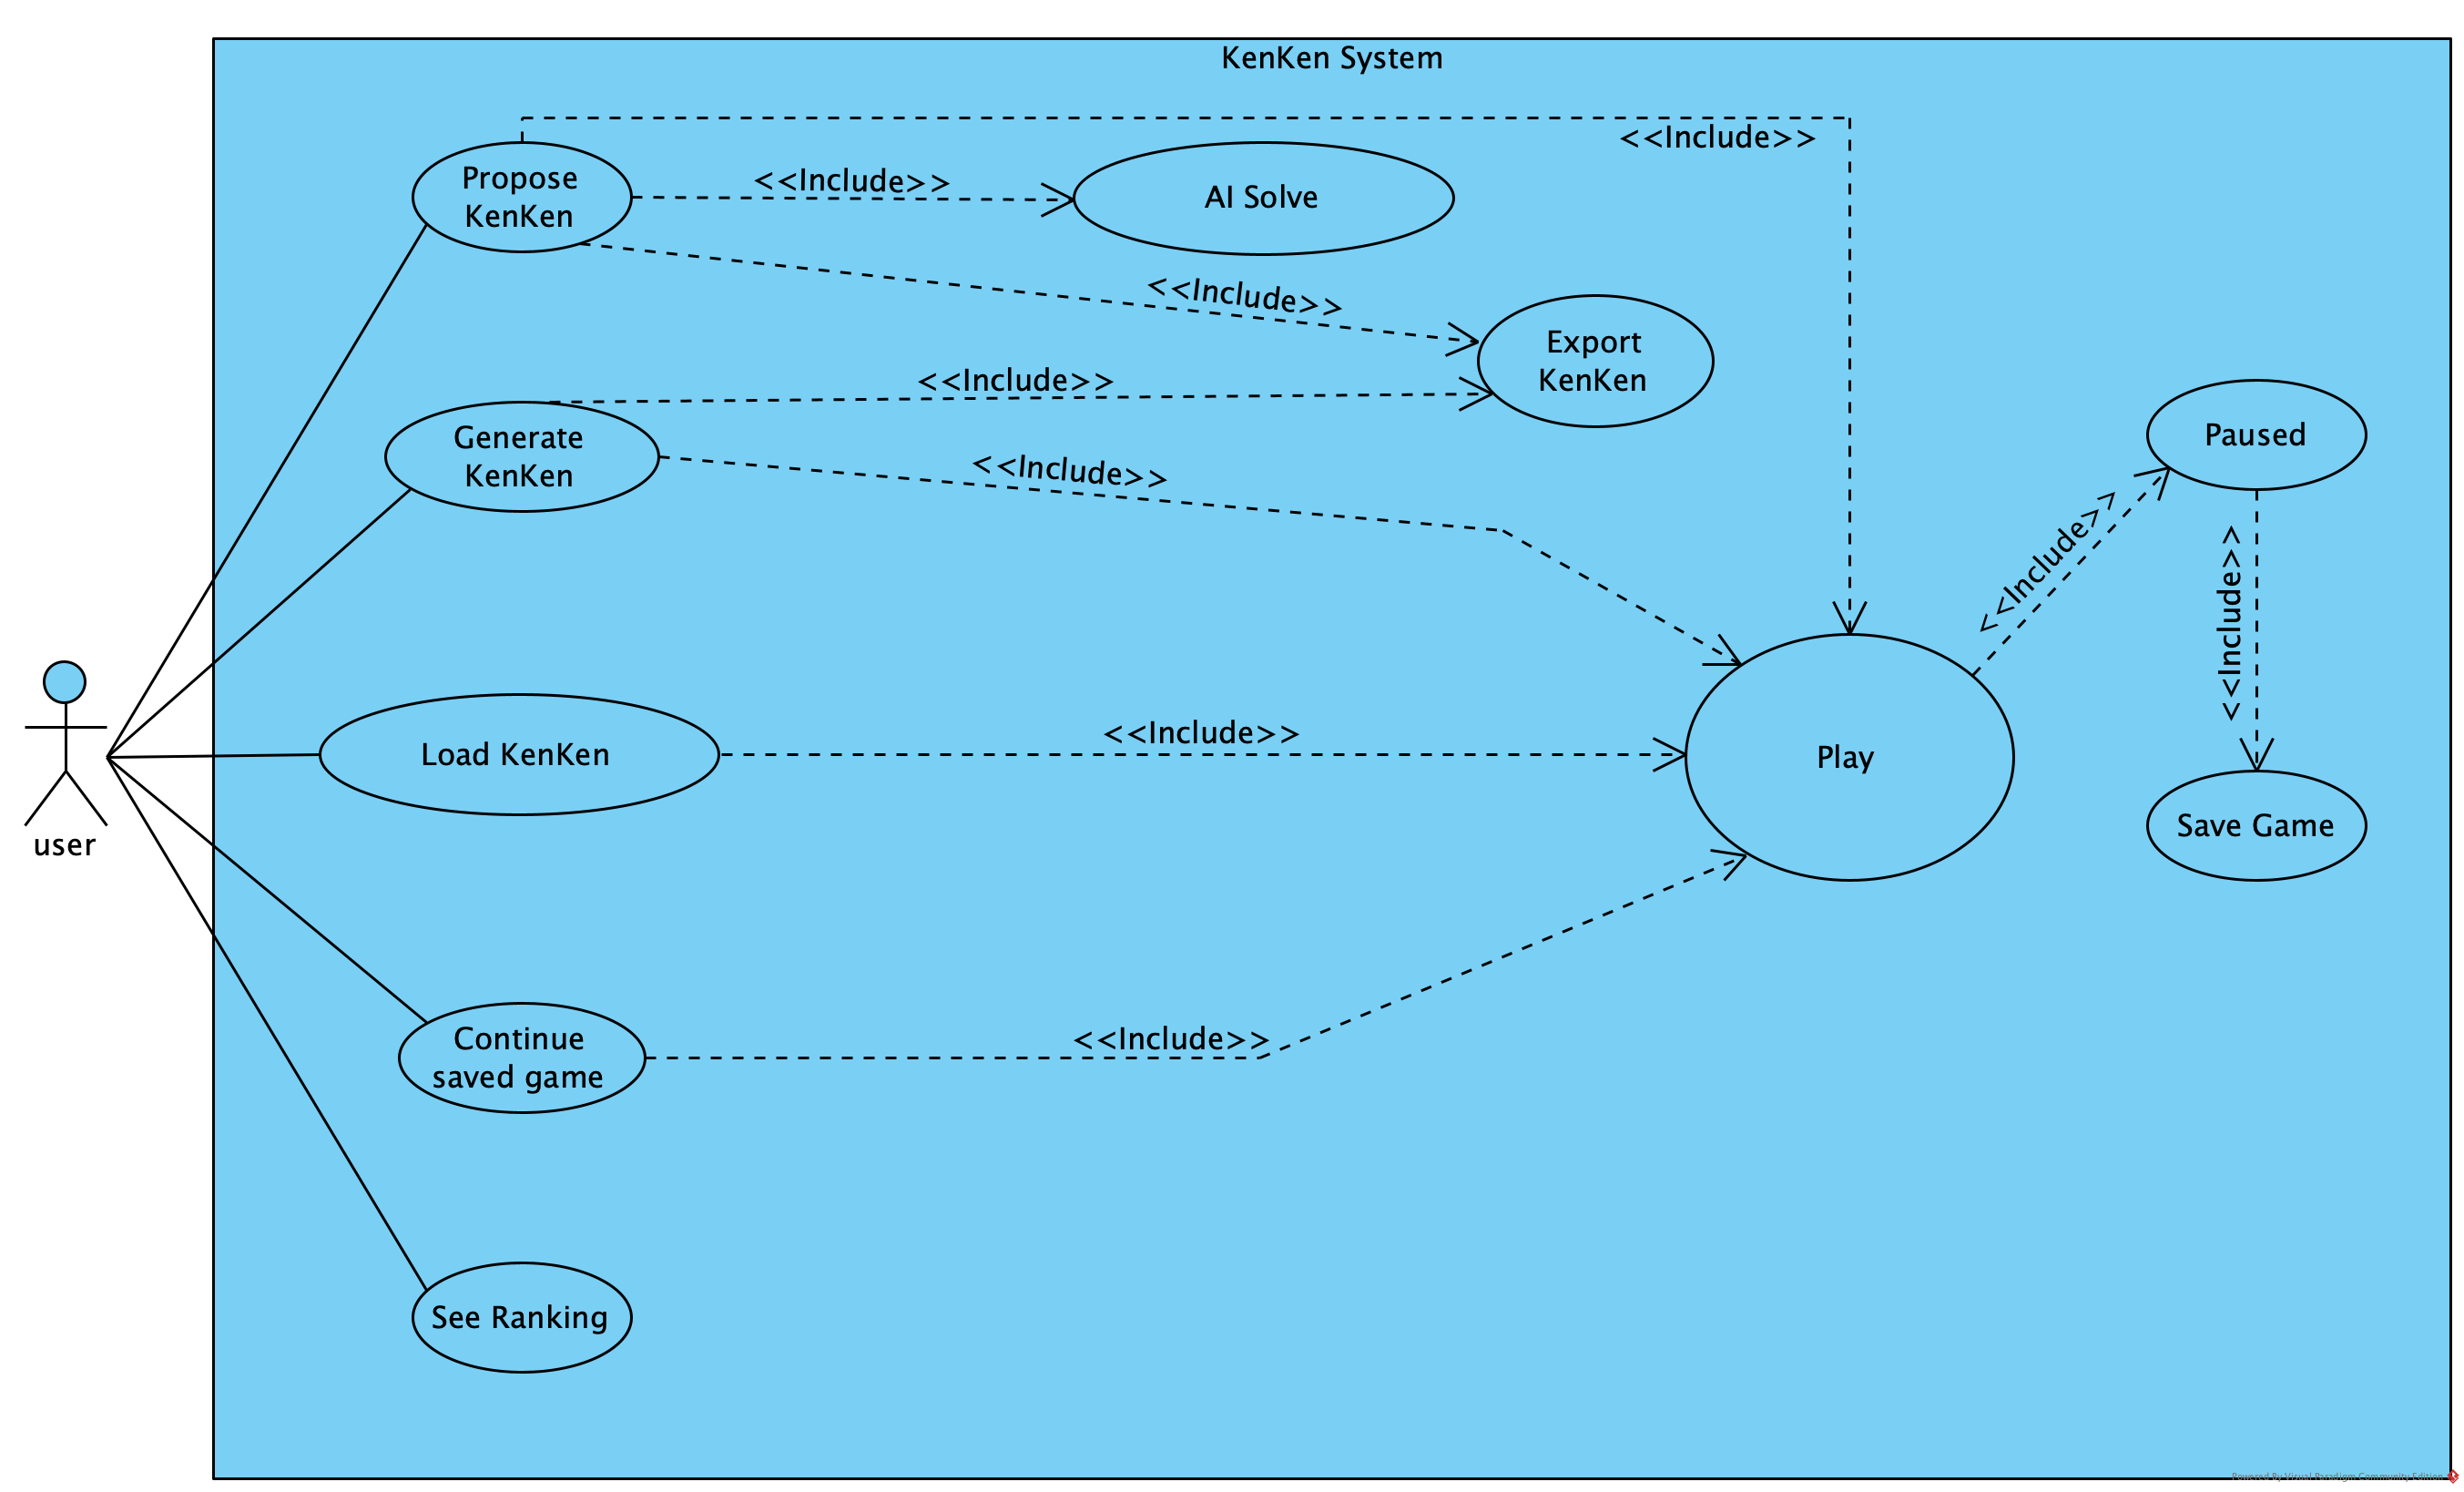 KenKen System
<<Include>>
Propose
KenKen
<<Include>>
AI Solve
<<Include>>
Export
KenKen
<<Include>>
Generate
KenKen
<<Include>>
Paused
<<Include>>
<<Include>>
Load KenKen
<<Include>>
Play
Save Game
user
Continue
saved game
<<Include>>
See Ranking
Powered By Visual Paradigm Community Edition